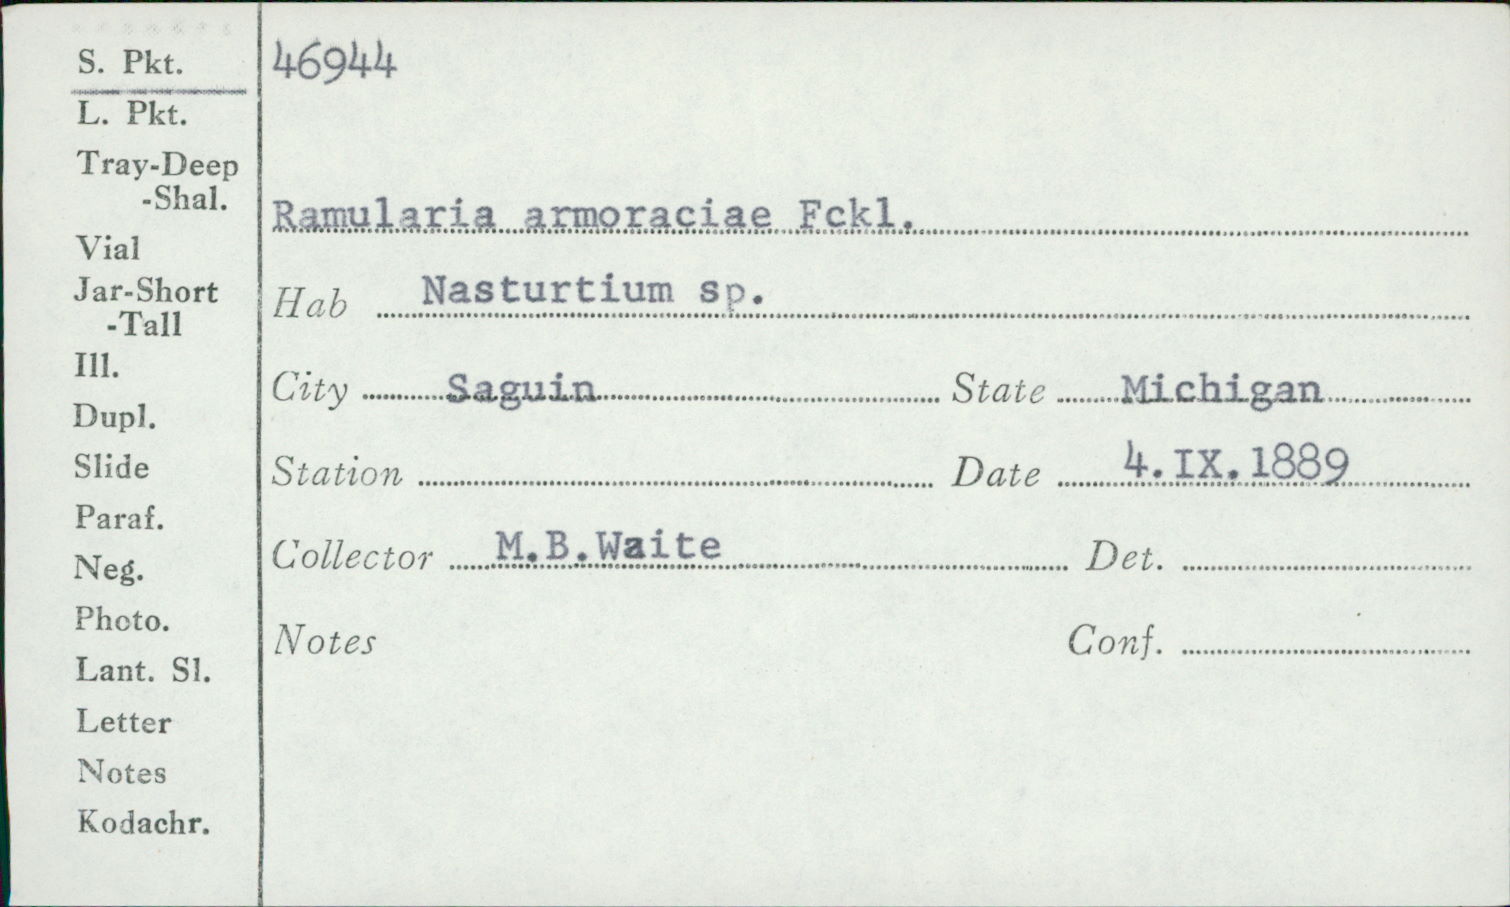 S. Pkt.
L. Pkt.
Tray-Deep
-Shal.
Vial
Jar-Short
-Tall
Ill.
Dupl.
Slide
Paraf.
Neg.
Photo.
Lant. Sl.
Letter
Notes
Kodachr.
46944
Ramularia armoraciae Fckl.
Hab Nasturtium sp.
City Saguin State Michigan
Station Date 4.IX.1889
Collector M.B.Waite Det.
Notes Conf.